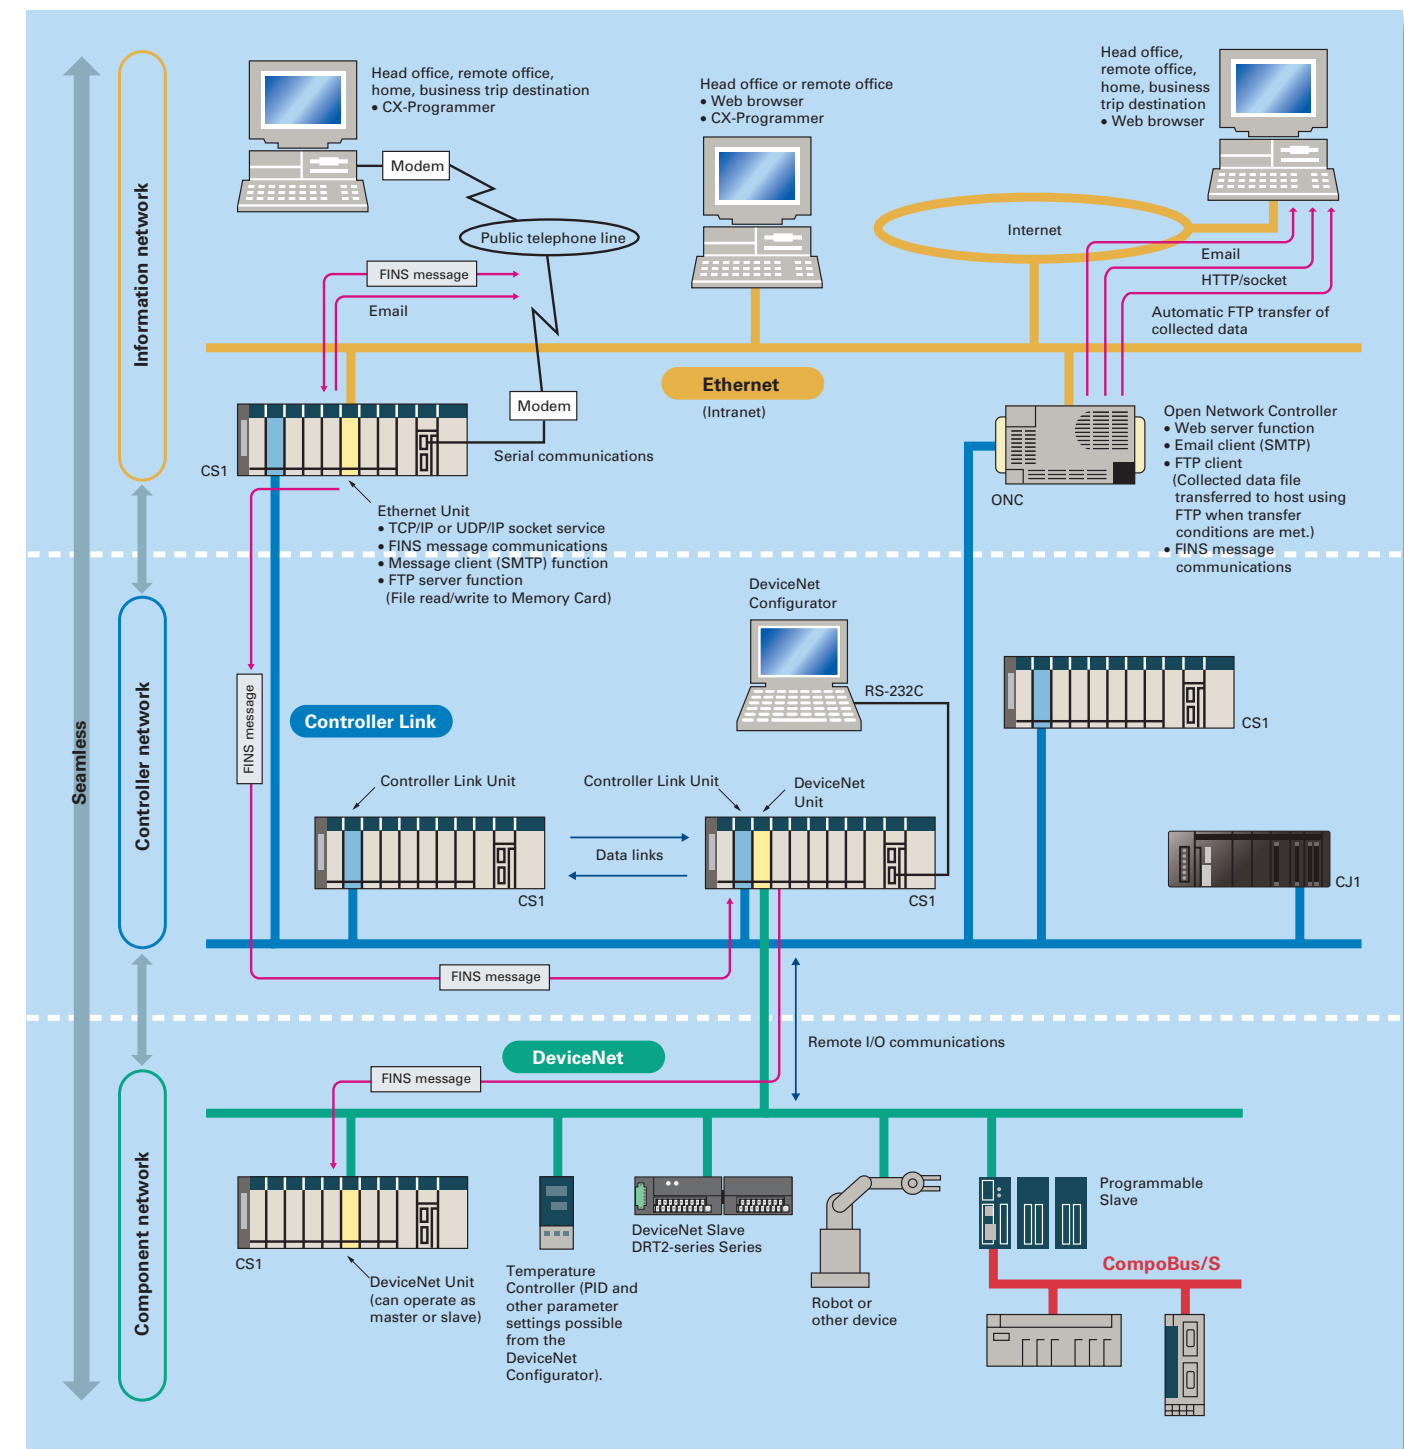 Head office, remote office,
home, business trip destination
• CX-Programmer
Modem
Public telephone line
Head office or remote office
• Web browser
• CX-Programmer
Head office,
remote office,
home, business
trip destination
• Web browser
Internet
Email
HTTP/socket
Automatic FTP transfer of
collected data
FINS message
Email
Information network
Ethernet
(Intranet)
Modem
Serial communications
CS1
Ethernet Unit
• TCP/IP or UDP/IP socket service
• FINS message communications
• Message client (SMTP) function
• FTP server function
(File read/write to Memory Card)
ONC
Open Network Controller
• Web server function
• Email client (SMTP)
• FTP client
(Collected data file
transferred to host using
FTP when transfer
conditions are met.)
• FINS message
communications
Seamless
Controller network
FINS message
Controller Link
DeviceNet
Configurator
RS-232C
CS1
Controller Link Unit
Controller Link Unit
DeviceNet
Unit
Data links
CS1
CS1
CJ1
FINS message
Remote I/O communications
DeviceNet
FINS message
Component network
CS1
DeviceNet Unit
(can operate as
master or slave)
Temperature
Controller (PID and
other parameter
settings possible
from the
DeviceNet
Configurator).
DeviceNet Slave
DRT2-series Series
Robot or
other device
Programmable
Slave
CompoBus/S